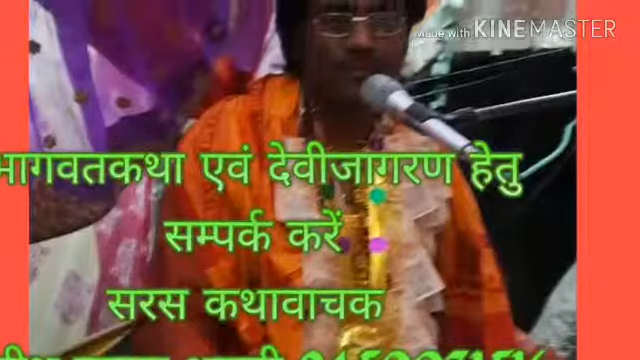 made with KINEMASTER
भागवतकथा एवं देवीजागरण हेतु
सम्पर्क करें
सरस कथावाचक